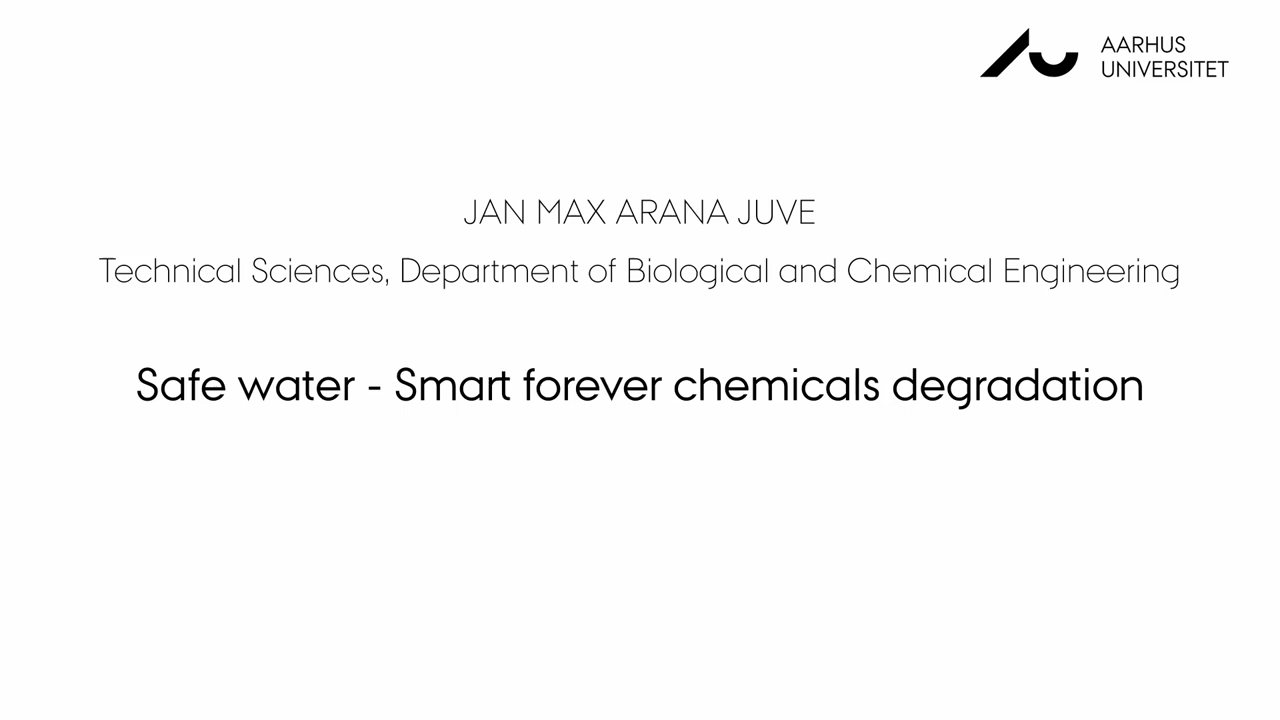 AARHUS
UNIVERSITET
JAN MAX ARANA JUVE
Technical Sciences, Department of Biological and Chemical Engineering
Safe water - Smart forever chemicals degradation